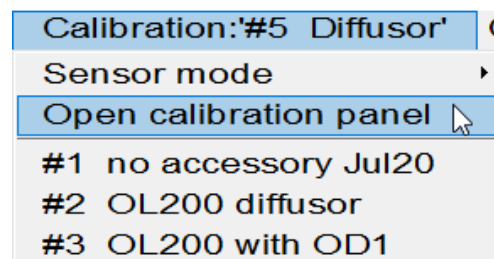 Calibration:'#5 Diffusor'
Sensor mode
Open calibration panel
#1 no accessory Jul20
#2 OL200 diffusor
#3 OL200 with OD1